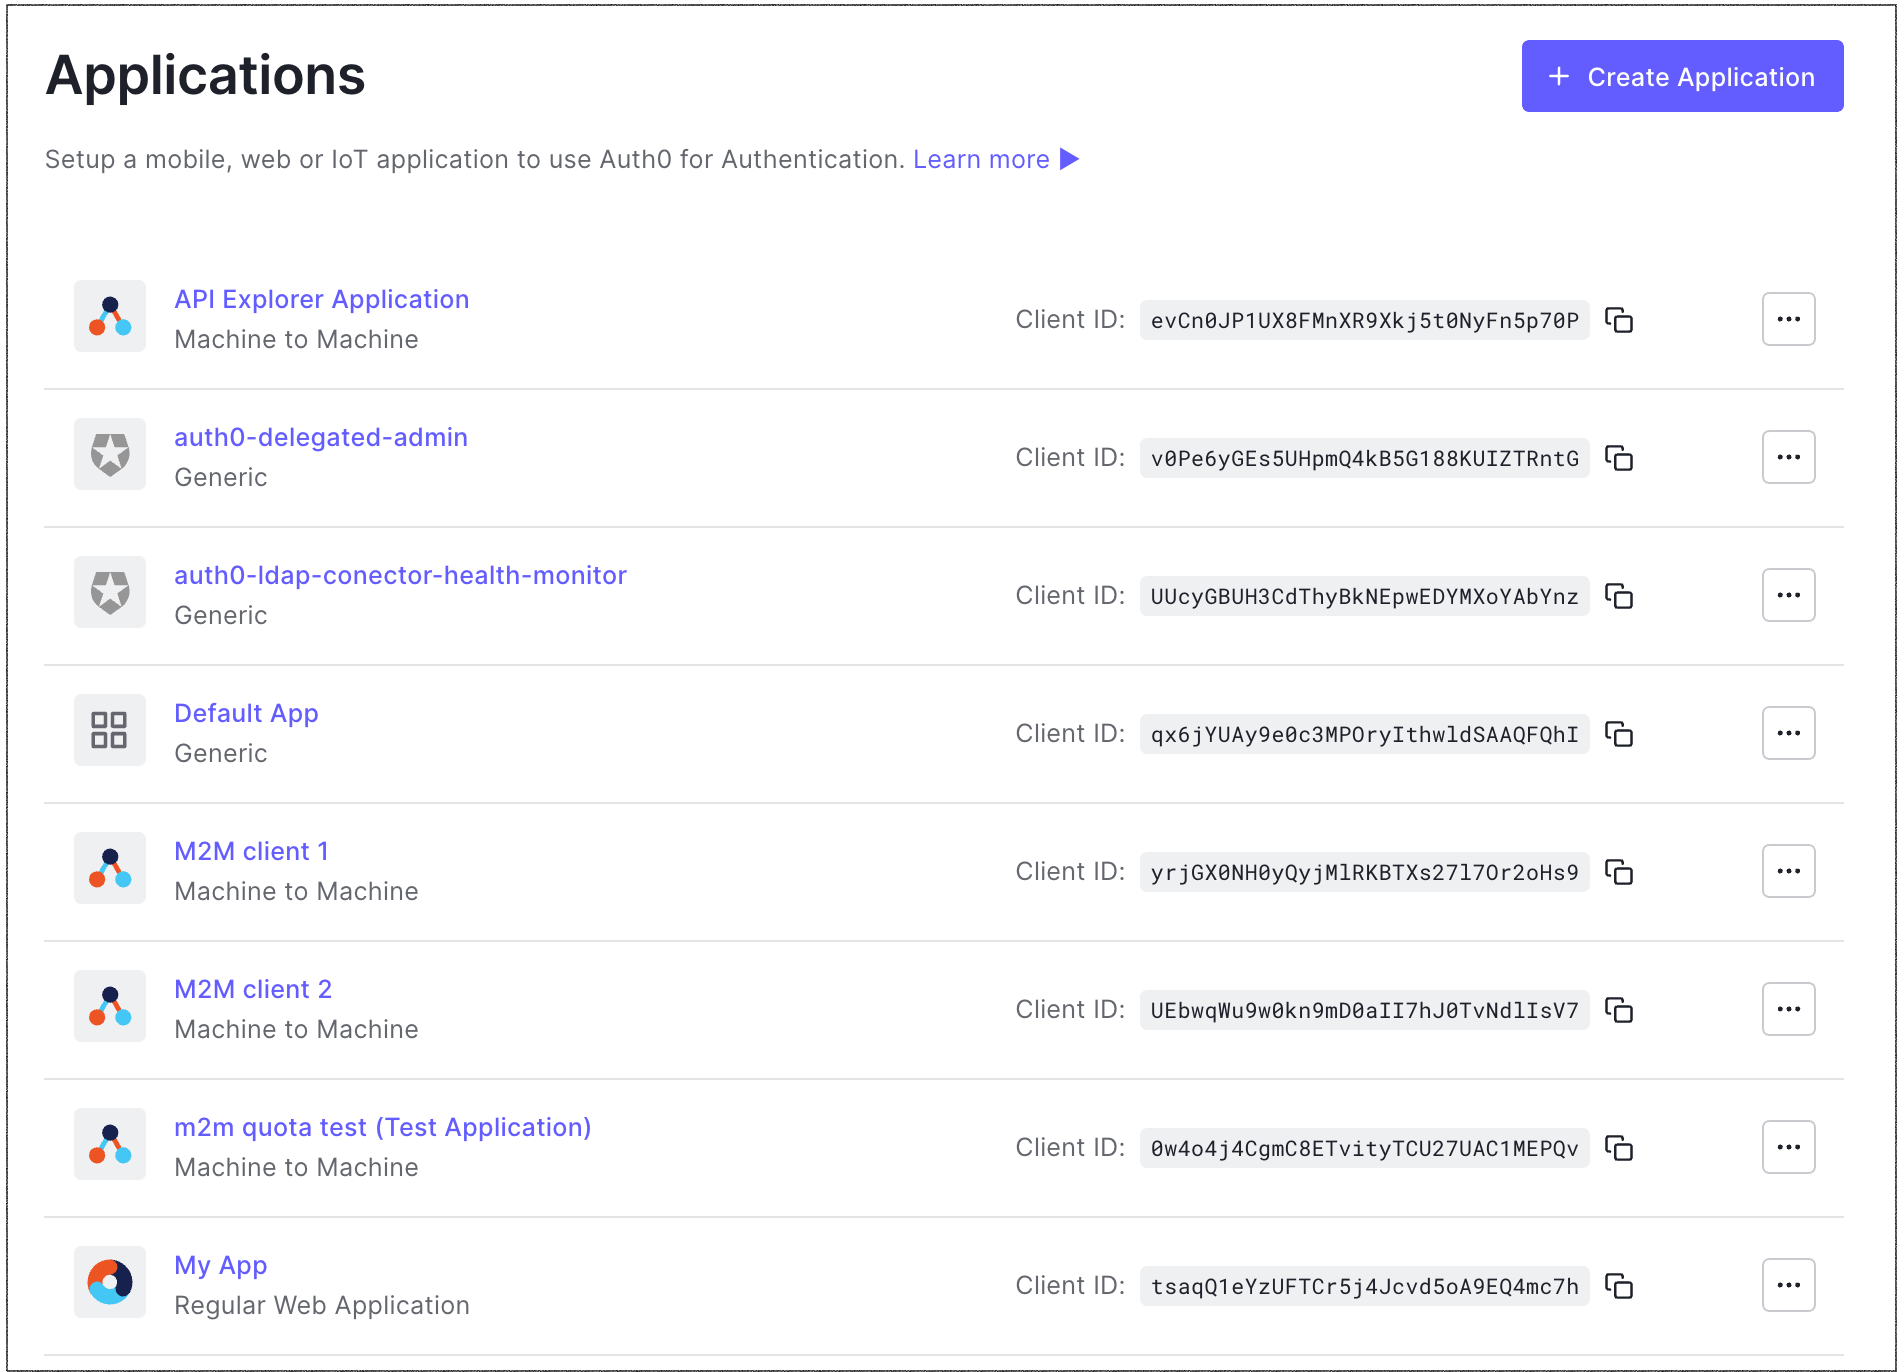 Applications
+ Create Application
Setup a mobile, web or IoT application to use Auth0 for Authentication. Learn more ▶
API Explorer Application
Machine to Machine
Client ID: evCn0JP1UX8FMnXR9Xkj5t0NyFn5p70P
auth0-delegated-admin
Generic
Client ID: v0Pe6yGEs5UHpmQ4kB5G188KUIZTRntG
auth0-ldap-conector-health-monitor
Generic
Client ID: UUcyGBUH3CdThyBkNEpwEDYMXoYAbYnz
Default App
Generic
Client ID: qx6jYUAy9e0c3MPOryIthwldSAAQFQhI
M2M client 1
Machine to Machine
Client ID: yrjGX0NH0yQyjMlRKBTXs27l7Or2oHs9
M2M client 2
Machine to Machine
Client ID: UEbwqWu9w0kn9mD0aII7hJ0TvNdlIsV7
m2m quota test (Test Application)
Machine to Machine
Client ID: 0w4o4j4CgmC8ETvityTCU27UAC1MEPQv
My App
Regular Web Application
Client ID: tsaqQ1eYzUFTCr5j4Jcvd5oA9EQ4mc7h